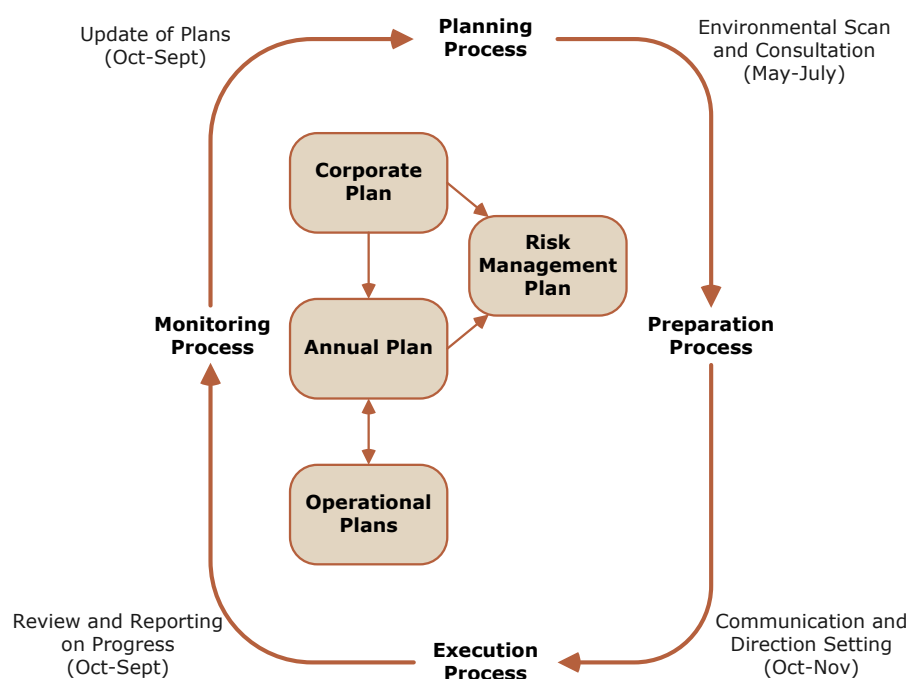 Update of Plans
(Oct-Sept)
Planning
Process
Environmental Scan
and Consultation
(May-July)
Corporate
Plan
Risk
Management
Plan
Monitoring
Process
Annual Plan
Preparation
Process
Operational
Plans
Review and Reporting
on Progress
(Oct-Sept)
Execution
Process
Communication and
Direction Setting
(Oct-Nov)